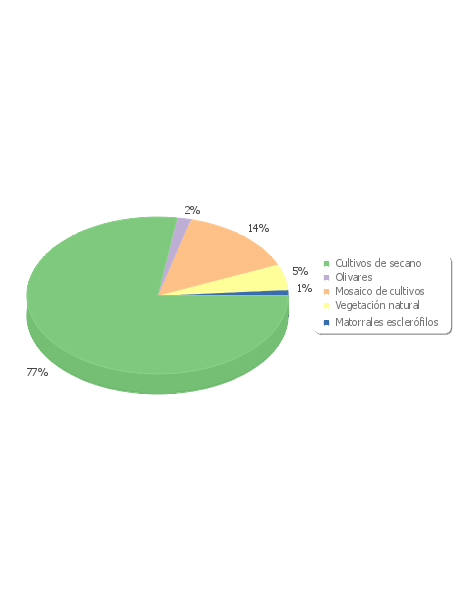 2%
14%
5%
1%
77%
Cultivos de secano
Olivares
Mosaico de cultivos
Vegetación natural
Matorrales esclerófilos